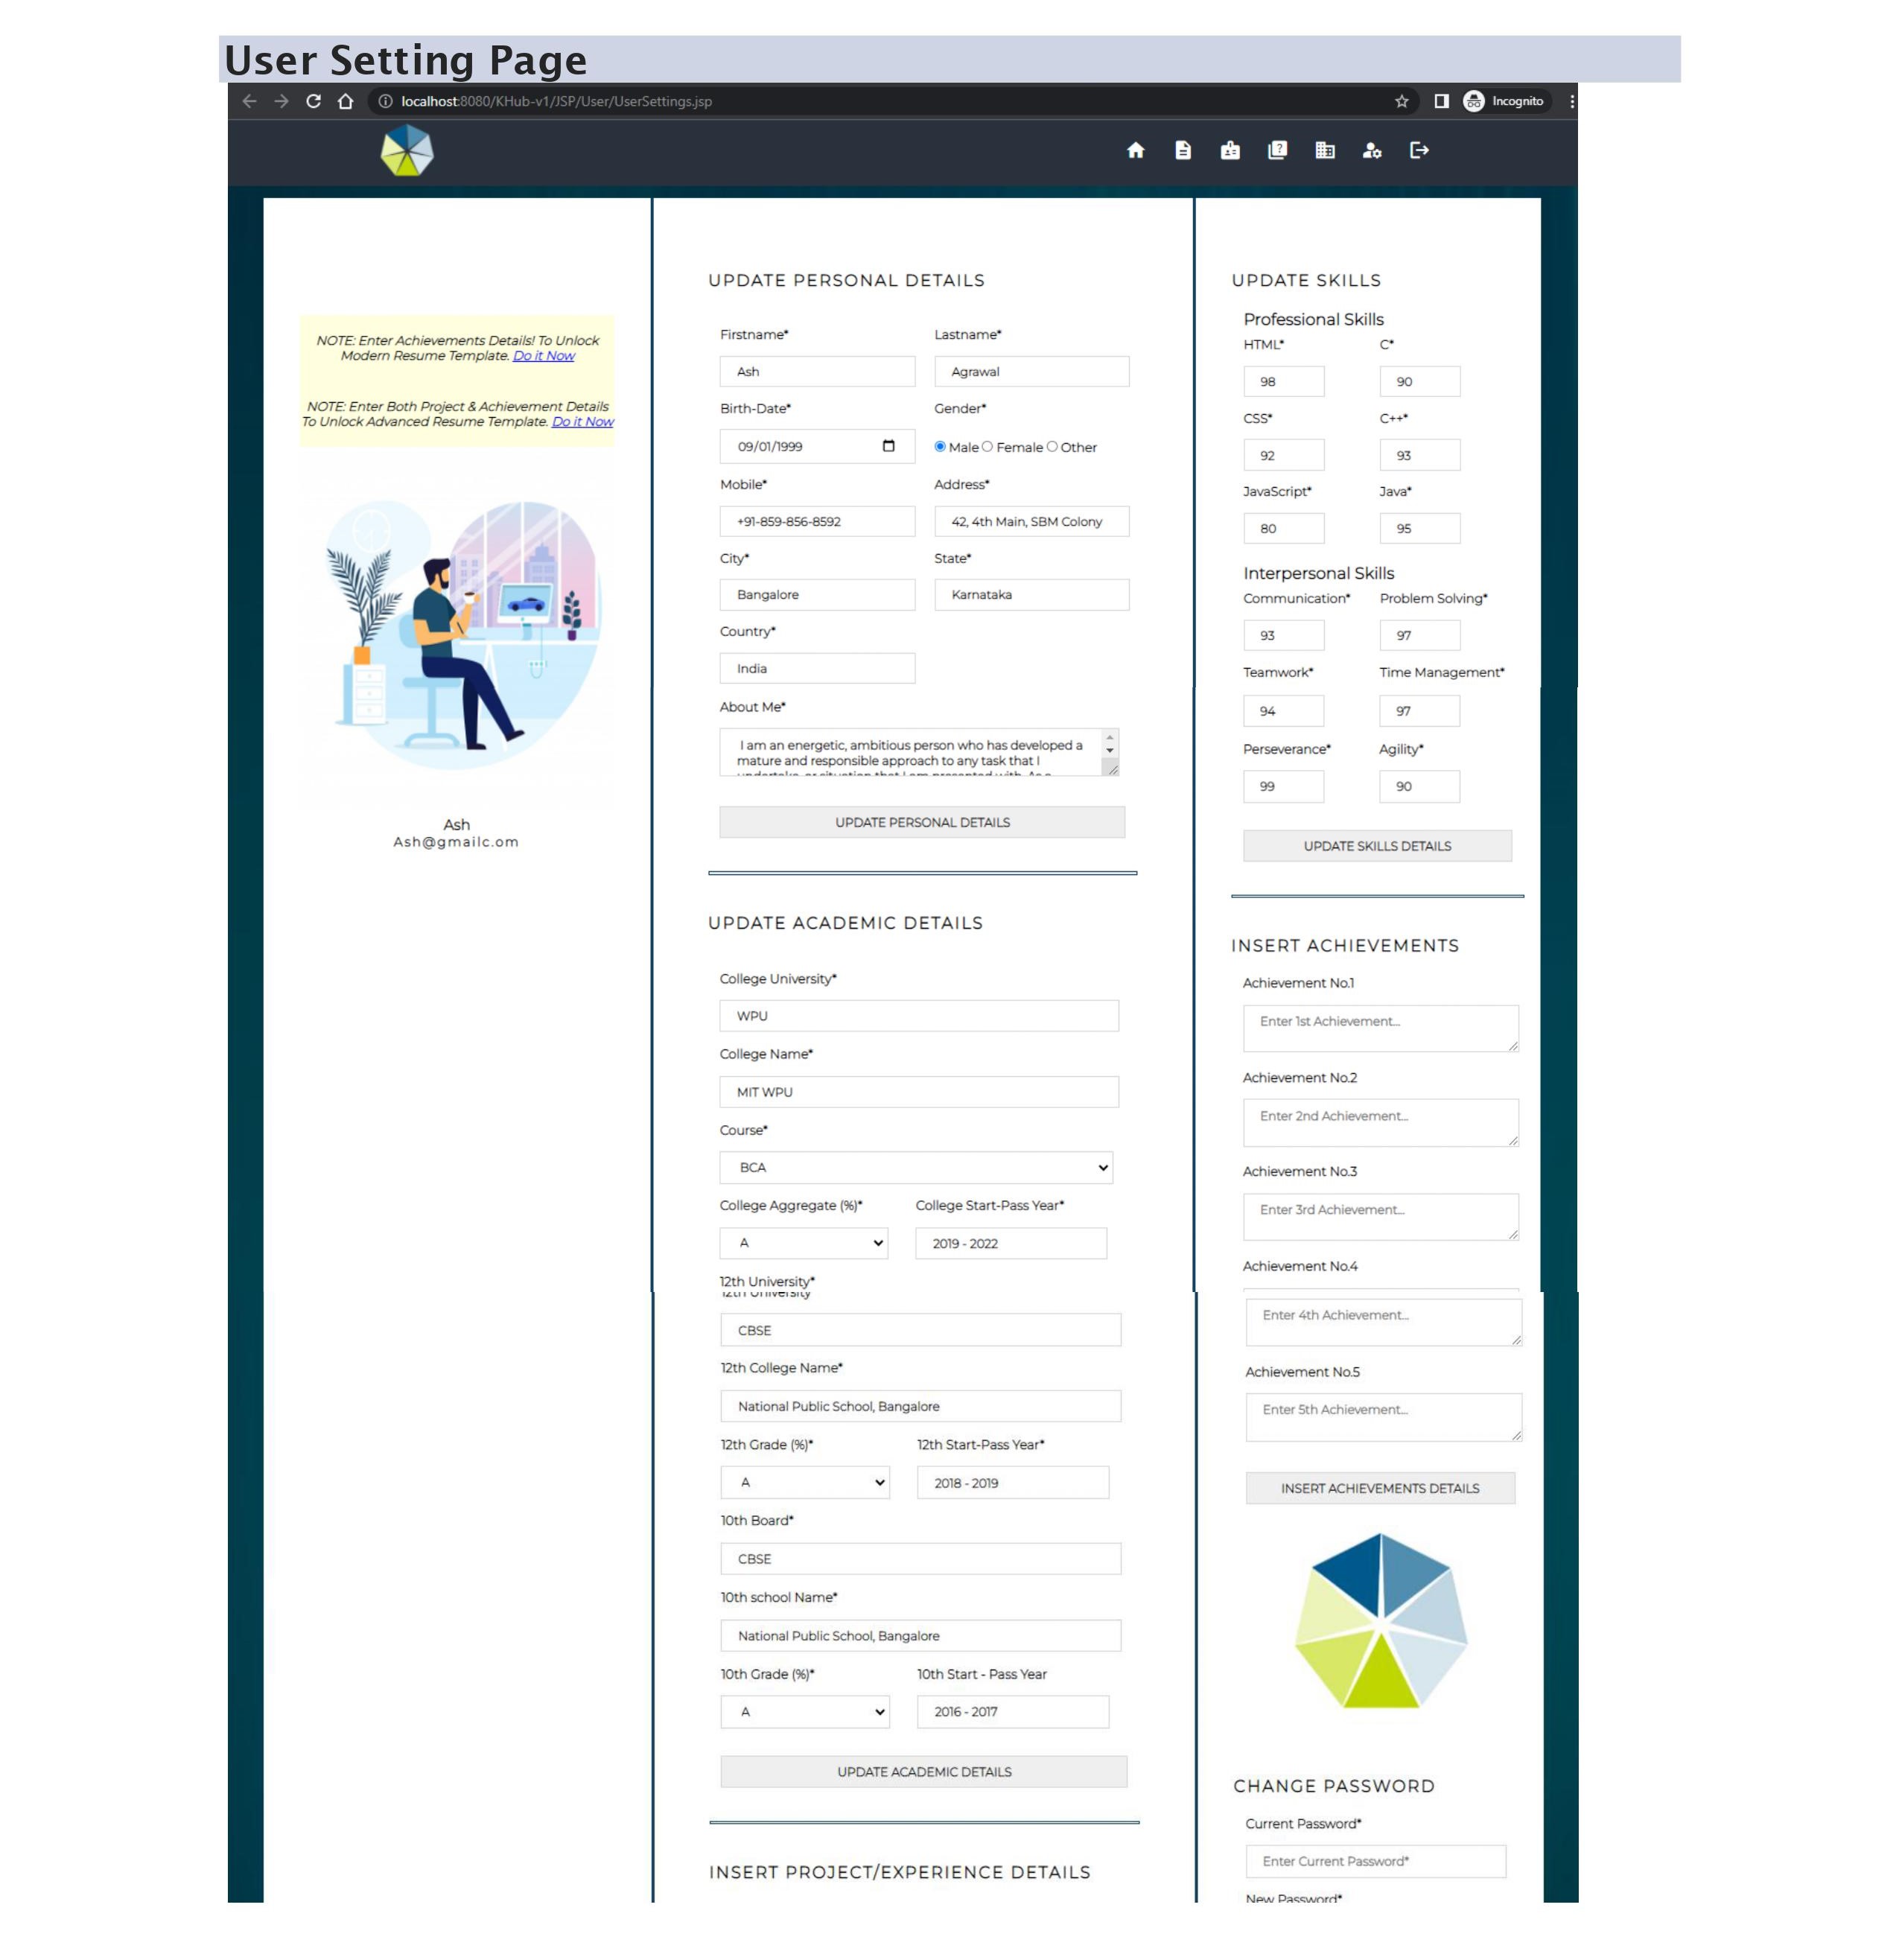 User Setting Page
localhost:8080/KHub-v1/JSP/User/UserSettings.jsp
Incognito
NOTE: Enter Achievements Details! To Unlock
Modern Resume Template. Do it Now
NOTE: Enter Both Project & Achievement Details
To Unlock Advanced Resume Template. Do it Now
Ash
Ash@gmailc.om
UPDATE PERSONAL DETAILS
Firstname* Lastname*
Ash Agrawal
Birth-Date* Gender*
09/01/1999 Male Female Other
Mobile* Address*
+91-859-856-8592 42, 4th Main, SBM Colony
City* State*
Bangalore Karnataka
Country*
India
About Me*
I am an energetic, ambitious person who has developed a
mature and responsible approach to any task that I
undertake, or situation that I am presented with. As a
UPDATE PERSONAL DETAILS
UPDATE ACADEMIC DETAILS
College University*
WPU
College Name*
MIT WPU
Course*
BCA
College Aggregate (%)* College Start-Pass Year*
A 2019 - 2022
12th University*
12th University
CBSE
12th College Name*
National Public School, Bangalore
12th Grade (%)* 12th Start-Pass Year*
A 2018 - 2019
10th Board*
CBSE
10th school Name*
National Public School, Bangalore
10th Grade (%)* 10th Start - Pass Year
A 2016 - 2017
UPDATE ACADEMIC DETAILS
INSERT PROJECT/EXPERIENCE DETAILS
UPDATE SKILLS
Professional Skills
HTML* C*
98 90
CSS* C++*
92 93
JavaScript* Java*
80 95
Interpersonal Skills
Communication* Problem Solving*
93 97
Teamwork* Time Management*
94 97
Perseverance* Agility*
99 90
UPDATE SKILLS DETAILS
INSERT ACHIEVEMENTS
Achievement No.1
Enter 1st Achievement...
Achievement No.2
Enter 2nd Achievement...
Achievement No.3
Enter 3rd Achievement...
Achievement No.4
Enter 4th Achievement...
Achievement No.5
Enter 5th Achievement...
INSERT ACHIEVEMENTS DETAILS
CHANGE PASSWORD
Current Password*
Enter Current Password*
New Password*